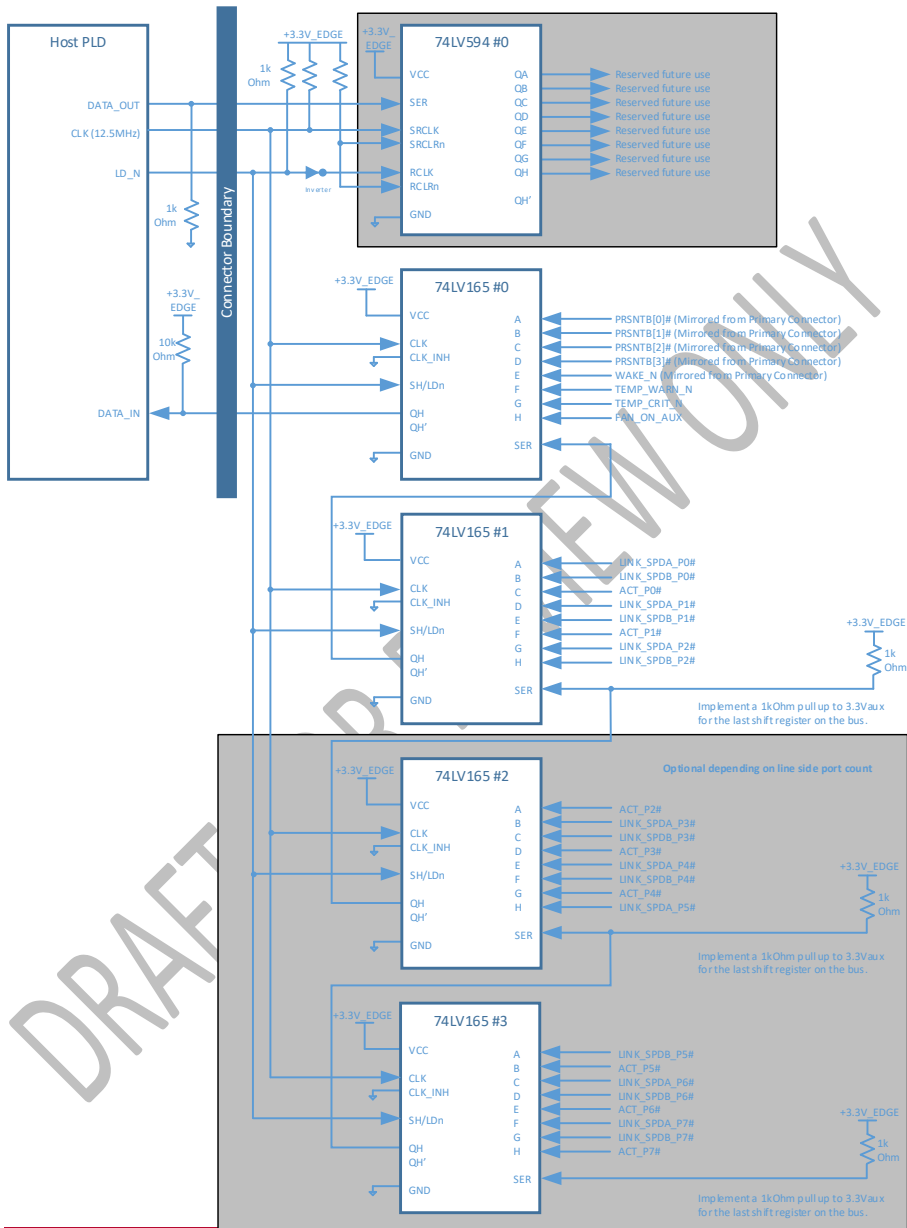 Host PLD
DATA_OUT
CLK (12.5MHz)
LD_N
1k
Ohm
+3.3V_
EDGE
10k
Ohm
DATA_IN
Connector Boundary
+3.3V_EDGE
1k
Ohm
Inverter
+3.3V_
EDGE
74LV594 #0
VCC
SER
SRCLK
SRCLRn
RCLK
RCLRn
GND
QA
QB
QC
QD
QE
QF
QG
QH
QH'
Reserved future use
Reserved future use
Reserved future use
Reserved future use
Reserved future use
Reserved future use
Reserved future use
Reserved future use
+3.3V_EDGE
74LV165 #0
VCC
CLK
CLK_INH
SH/LDn
QH
QH'
GND
A
B
C
D
E
F
G
H
SER
PRSNTB[0]# (Mirrored from Primary Connector)
PRSNTB[1]# (Mirrored from Primary Connector)
PRSNTB[2]# (Mirrored from Primary Connector)
PRSNTB[3]# (Mirrored from Primary Connector)
WAKE_N (Mirrored from Primary Connector)
TEMP_WARN_N
TEMP_CRIT_N
FAN_ON_AUX
+3.3V_EDGE
74LV165 #1
VCC
CLK
CLK_INH
SH/LDn
QH
QH'
GND
A
B
C
D
E
F
G
H
SER
LINK_SPDA_P0#
LINK_SPDB_P0#
ACT_P0#
LINK_SPDA_P1#
LINK_SPDB_P1#
ACT_P1#
LINK_SPDA_P2#
LINK_SPDB_P2#
+3.3V_EDGE
1k
Ohm
Implement a 1kOhm pull up to 3.3Vaux
for the last shift register on the bus.
Optional depending on line side port count
+3.3V_EDGE
74LV165 #2
VCC
CLK
CLK_INH
SH/LDn
QH
QH'
GND
A
B
C
D
E
F
G
H
SER
ACT_P2#
LINK_SPDA_P3#
LINK_SPDB_P3#
ACT_P3#
LINK_SPDA_P4#
LINK_SPDB_P4#
ACT_P4#
LINK_SPDA_P5#
+3.3V_EDGE
1k
Ohm
Implement a 1kOhm pull up to 3.3Vaux
for the last shift register on the bus.
+3.3V_EDGE
74LV165 #3
VCC
CLK
CLK_INH
SH/LDn
QH
QH'
GND
A
B
C
D
E
F
G
H
SER
LINK_SPDB_P5#
ACT_P5#
LINK_SPDA_P6#
LINK_SPDB_P6#
ACT_P6#
LINK_SPDA_P7#
LINK_SPDB_P7#
ACT_P7#
+3.3V_EDGE
1k
Ohm
Implement a 1kOhm pull up to 3.3Vaux
for the last shift register on the bus.